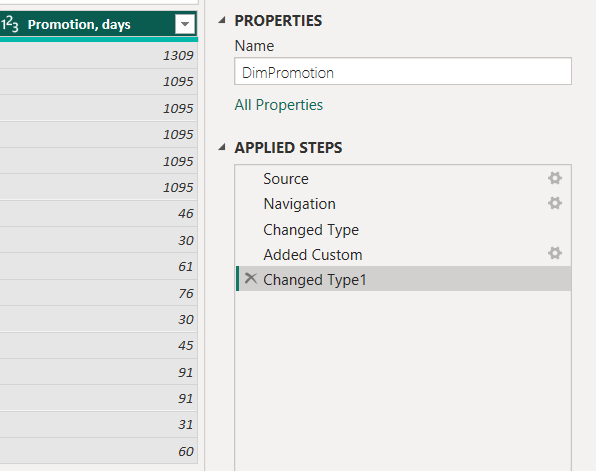 1²3 Promotion, days
1309
1095
1095
1095
1095
1095
46
30
61
76
30
45
91
91
31
60
PROPERTIES
Name
DimPromotion
All Properties
APPLIED STEPS
Source
Navigation
Changed Type
Added Custom
Changed Type1